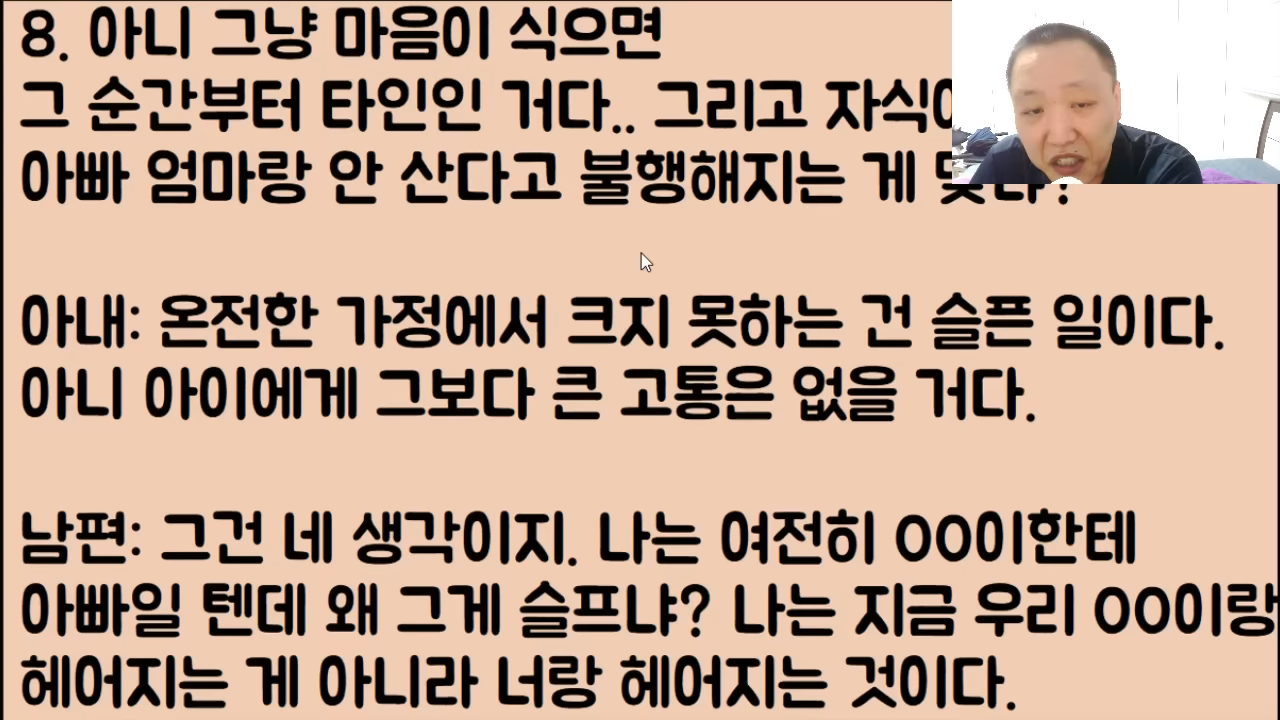 8. 아니 그냥 마음이 식으면
그 순간부터 타인인 거다.. 그리고
아빠 엄마랑 안 산다고 불행해지는 게
아내: 온전한 가정에서 크지 못하는 건 슬픈 일이다.
아니 아이에게 그보다 큰 고통은 없을 거다.
남편: 그건 네 생각이지. 나는 여전히 OO이한테
아빠일 텐데 왜 그게 슬프냐? 나는 지금 우리 OO이랑
헤어지는 게 아니라 너랑 헤어지는 것이다.